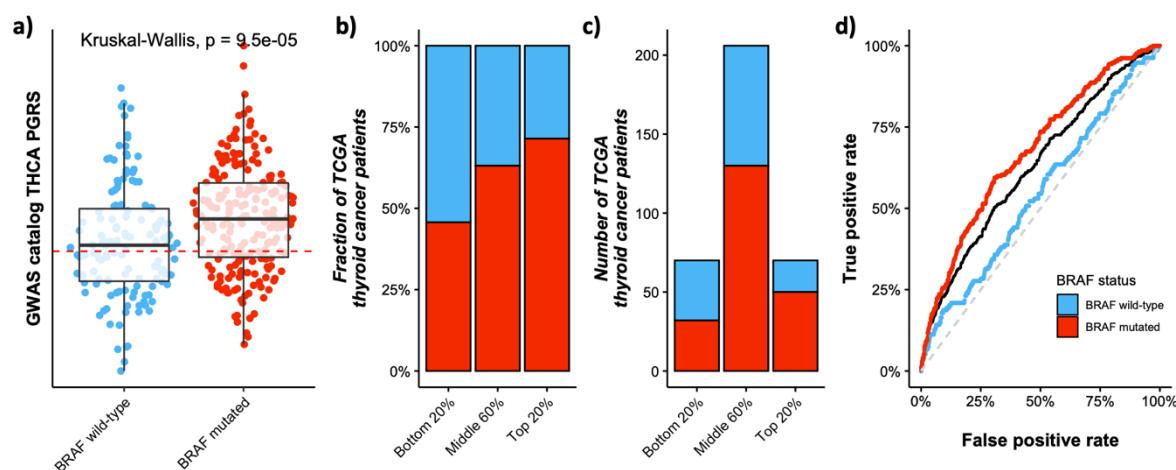 a)
Kruskal-Wallis, p = 9.5e-05
GWAS catalog THCA PGRS
BRAF wild-type
BRAF mutated
b)
Fraction of TCGA
thyroid cancer patients
100%
75%
50%
25%
0%
Bottom 20%
Middle 60%
Top 20%
c)
Number of TCGA
thyroid cancer patients
200
150
100
50
0
Bottom 20%
Middle 60%
Top 20%
d)
True positive rate
100%
75%
50%
25%
0%
BRAF status
BRAF wild-type
BRAF mutated
0%
25%
50%
75%
100%
False positive rate